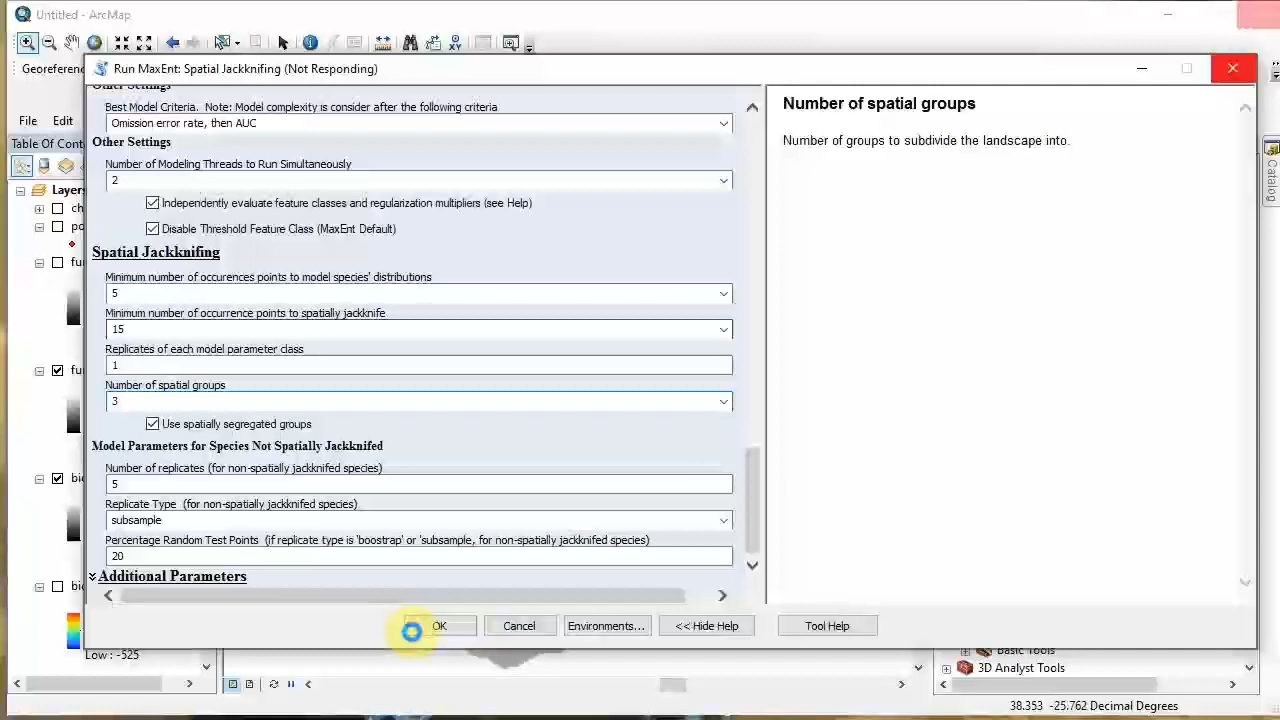 Untitled - ArcMap
Georeferenc
Run MaxEnt: Spatial Jackknifing (Not Responding)
File Edit
Table Of Cont
Layers
ch
po
fu
fu
bio
bio
Low : -525
Other Settings
Best Model Criteria. Note: Model complexity is consider after the following criteria
Omission error rate, then AUC
Other Settings
Number of Modeling Threads to Run Simultaneously
2
Independently evaluate feature classes and regularization multipliers (see Help)
Disable Threshold Feature Class (MaxEnt Default)
Spatial Jackknifing
Minimum number of occurences points to model species' distributions
5
Minimum number of occurrence points to spatially jackknife
15
Replicates of each model parameter class
1
Number of spatial groups
3
Use spatially segregated groups
Model Parameters for Species Not Spatially Jackknifed
Number of replicates (for non-spatially jackknifed species)
5
Replicate Type (for non-spatially jackknifed species)
subsample
Percentage Random Test Points (if replicate type is 'boostrap' or 'subsample, for non-spatially jackknifed species)
20
Additional Parameters
OK Cancel Environments... << Hide Help Tool Help
Number of spatial groups
Number of groups to subdivide the landscape into.
Catalog
Basic Tools
3D Analyst Tools
38.353 -25.762 Decimal Degrees